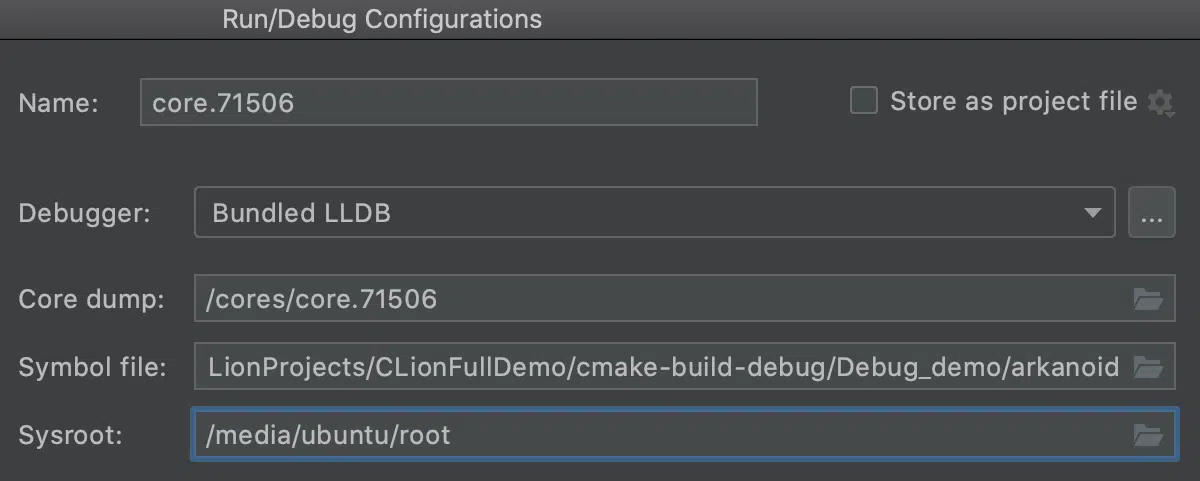 Run/Debug Configurations
Name: core.71506 Store as project file
Debugger: Bundled LLDB ...
Core dump: /cores/core.71506
Symbol file: LionProjects/CLionFullDemo/cmake-build-debug/Debug_demo/arkanoid
Sysroot: /media/ubuntu/root